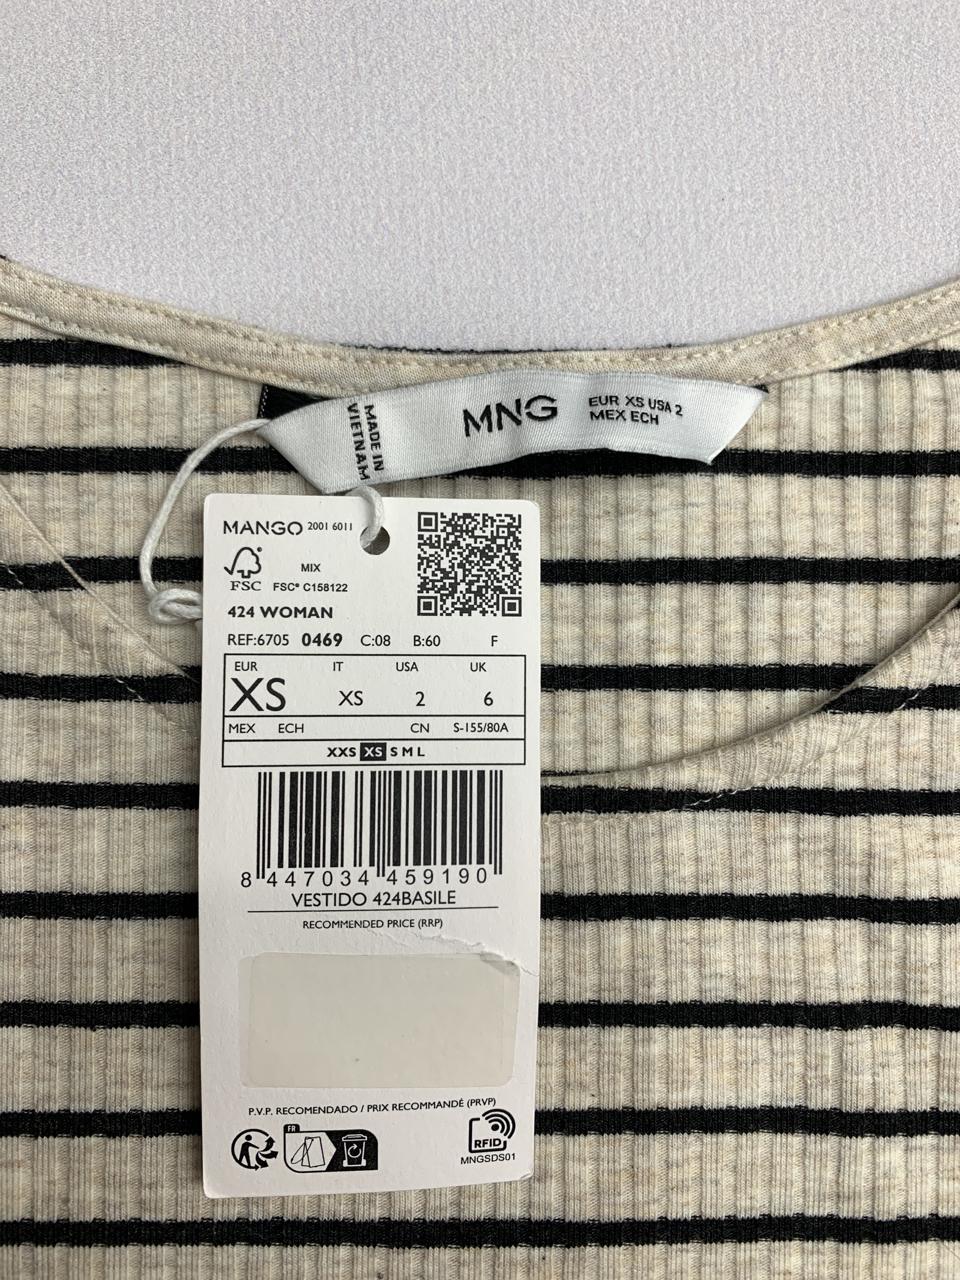 MNG
EUR XS USA 2
MEX ECH
MADE IN
VIETNAM
MANGO 2001 6011
FSC
MIX
FSC® C158122
424 WOMAN
REF:6705 0469 C:08 B:60 F
EUR IT USA UK
XS XS 2 6
MEX ECH CN S-155/80A
XXS XS S M L
8 447034 459190
VESTIDO 424BASILE
RECOMMENDED PRICE (RRP)
P.V.P. RECOMENDADO / PRIX RECOMMANDÉ (PRVP)
FR
RFID
MNGSDS01